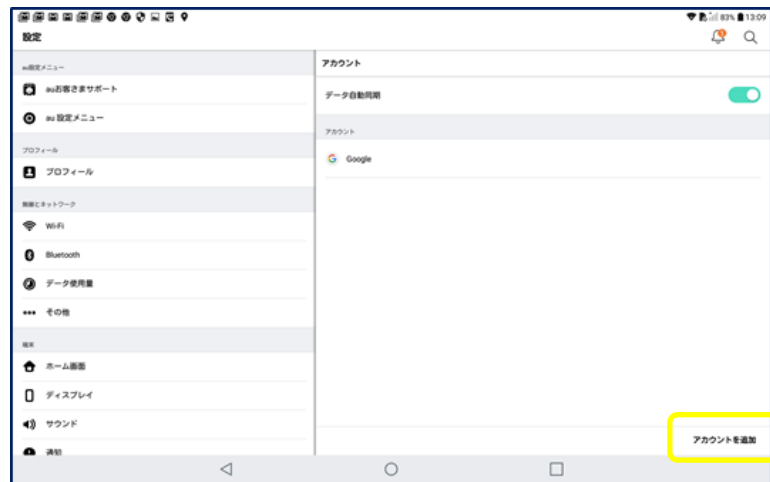 83% 13:09
設定
au設定メニュー
auお客さまサポート
au 設定メニュー
プロフィール
プロフィール
無線とネットワーク
Wi-Fi
Bluetooth
データ使用量
その他
端末
ホーム画面
ディスプレイ
サウンド
通知
アカウント
データ自動同期
アカウント
Google
アカウントを追加